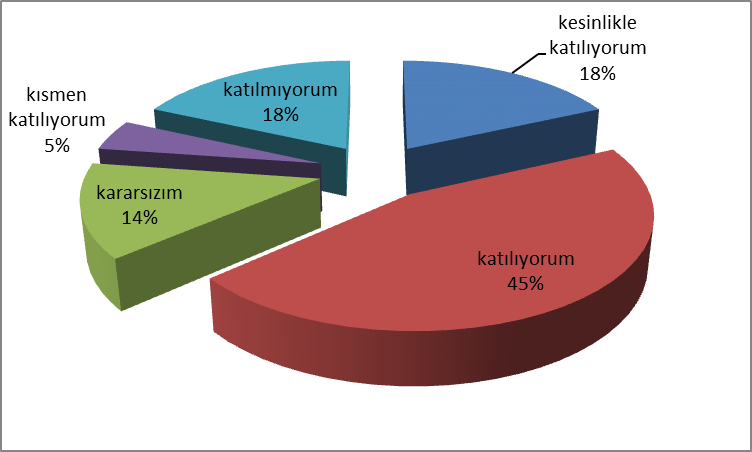 kesinlikle
katılıyorum
18%
katılıyorum
45%
kararsızım
14%
kısmen
katılıyorum
5%
katılmıyorum
18%